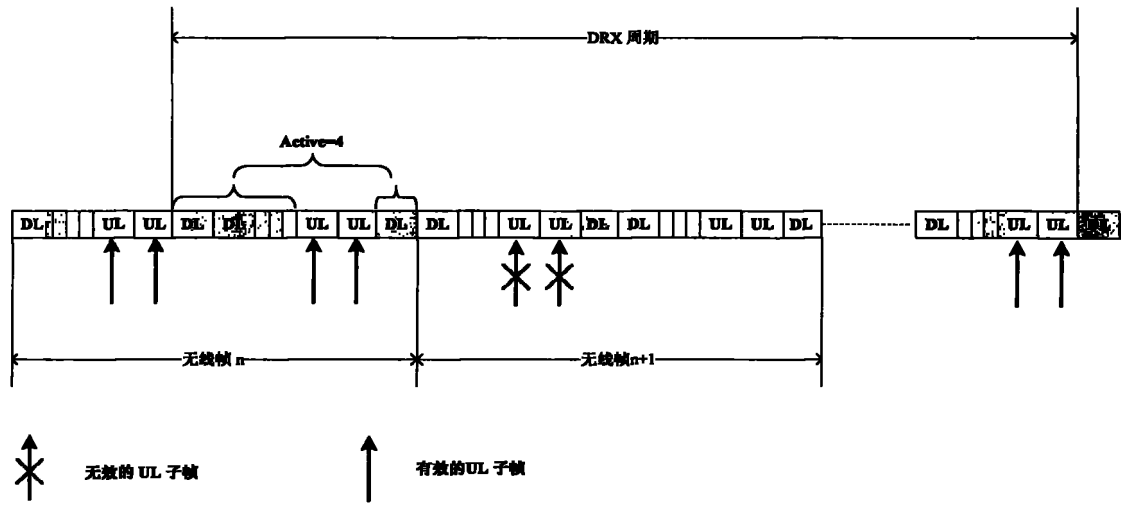 DRX 周期
Active=4
DL UL UL DL DL UL UL DL DL UL UL DL DL UL UL DL DL UL UL
无线帧 n 无线帧n+1
无效的 UL 子帧 有效的UL 子帧